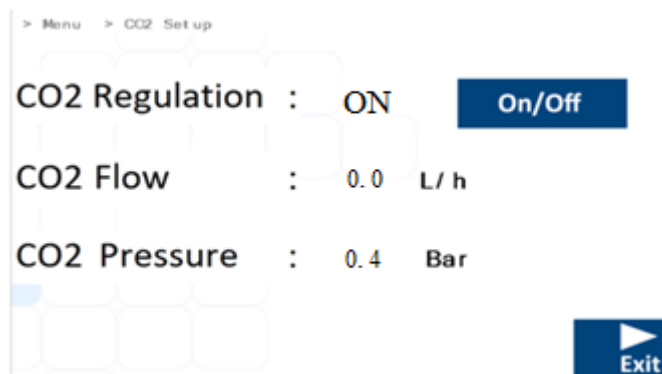 > Menu > CO2 Set up
CO2 Regulation : ON On/Off
CO2 Flow : 0.0 L/h
CO2 Pressure : 0.4 Bar
Exit